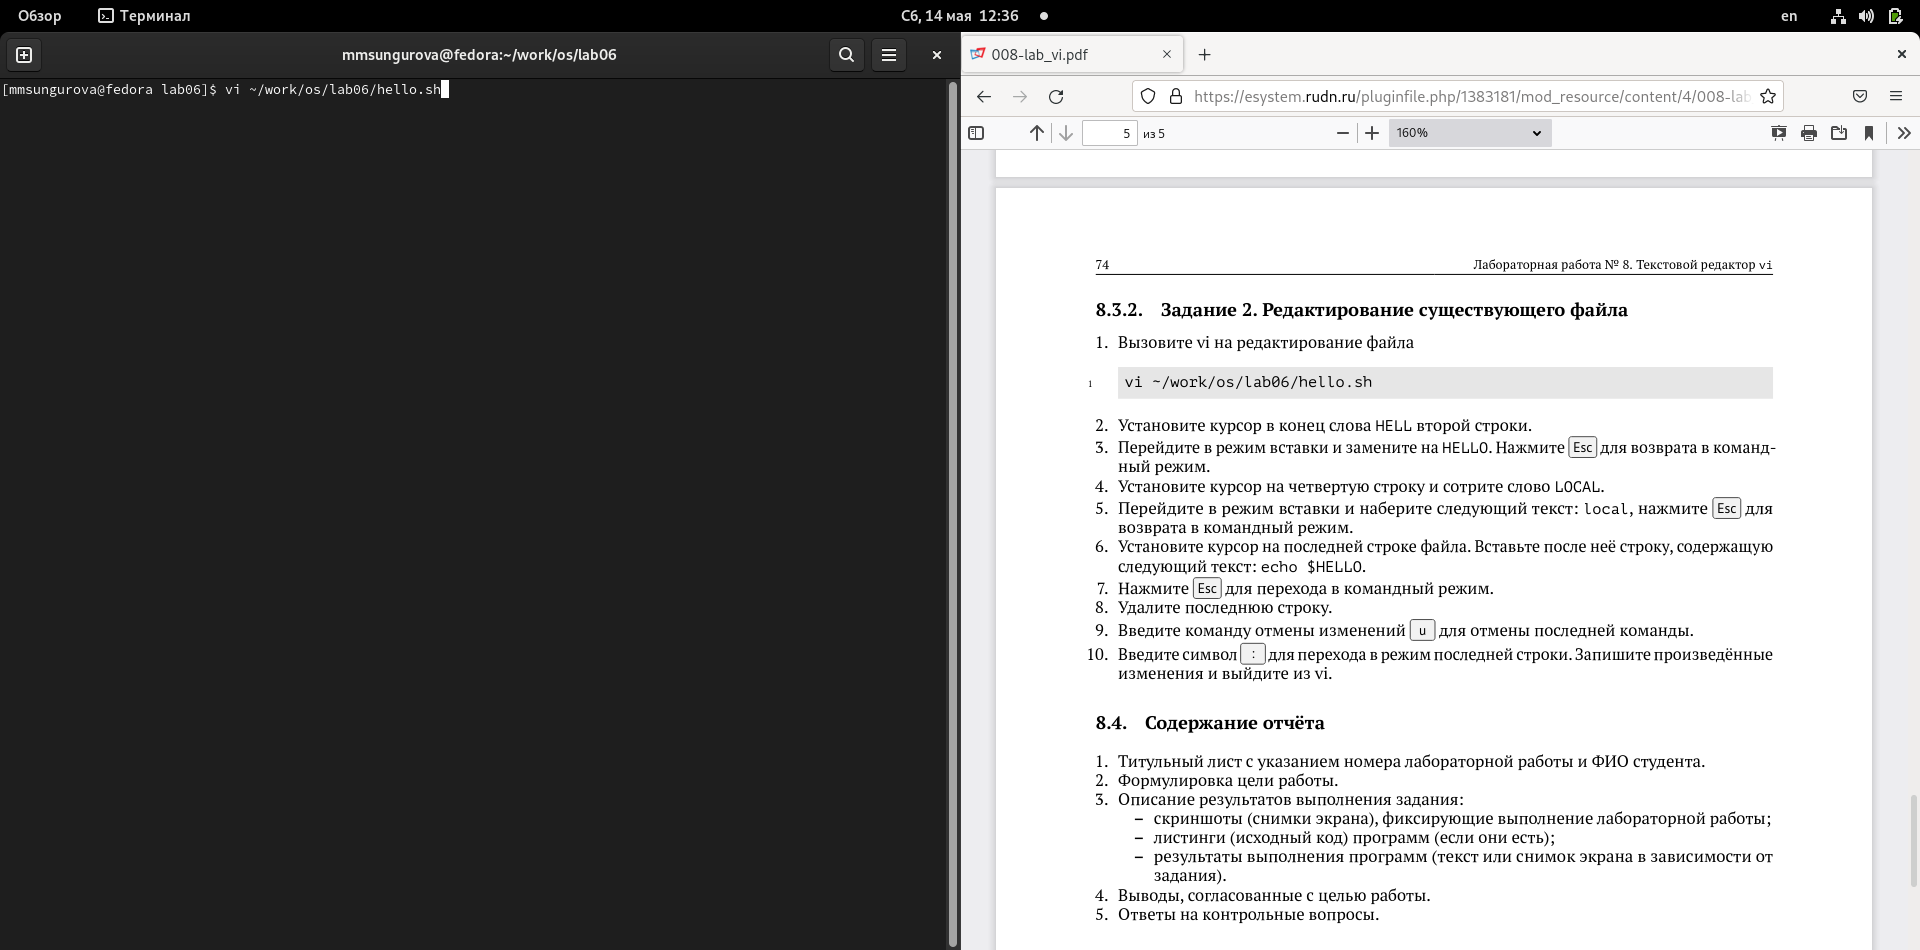 Обзор
Терминал
Сб, 14 мая 12:36
en
mmsungurova@fedora:~/work/os/lab06
[mmsungurova@fedora lab06]$ vi ~/work/os/lab06/hello.sh
008-lab_vi.pdf
https://esystem.rudn.ru/pluginfile.php/1383181/mod_resource/content/4/008-lab
5 из 5
160%
74 Лабораторная работа № 8. Текстовой редактор vi
8.3.2. Задание 2. Редактирование существующего файла
1. Вызовите vi на редактирование файла
1 vi ~/work/os/lab06/hello.sh
2. Установите курсор в конец слова HELL второй строки.
3. Перейдите в режим вставки и замените на HELLO. Нажмите Esc для возврата в команд-
ный режим.
4. Установите курсор на четвертую строку и сотрите слово LOCAL.
5. Перейдите в режим вставки и наберите следующий текст: local, нажмите Esc для
возврата в командный режим.
6. Установите курсор на последней строке файла. Вставьте после неё строку, содержащую
следующий текст: echo $HELLO.
7. Нажмите Esc для перехода в командный режим.
8. Удалите последнюю строку.
9. Введите команду отмены изменений u для отмены последней команды.
10. Введите символ : для перехода в режим последней строки. Запишите произведённые
изменения и выйдите из vi.
8.4. Содержание отчёта
1. Титульный лист с указанием номера лабораторной работы и ФИО студента.
2. Формулировка цели работы.
3. Описание результатов выполнения задания:
– скриншоты (снимки экрана), фиксирующие выполнение лабораторной работы;
– листинги (исходный код) программ (если они есть);
– результаты выполнения программ (текст или снимок экрана в зависимости от
задания).
4. Выводы, согласованные с целью работы.
5. Ответы на контрольные вопросы.